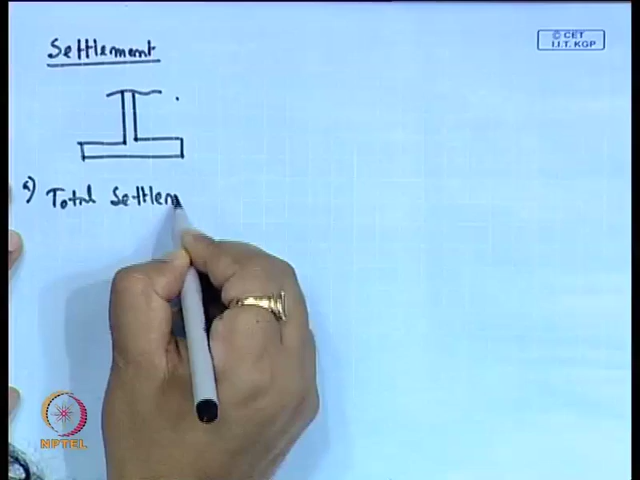 Settlement
© CET
I.I.T. KGP
a) Total Settlem
NPTEL